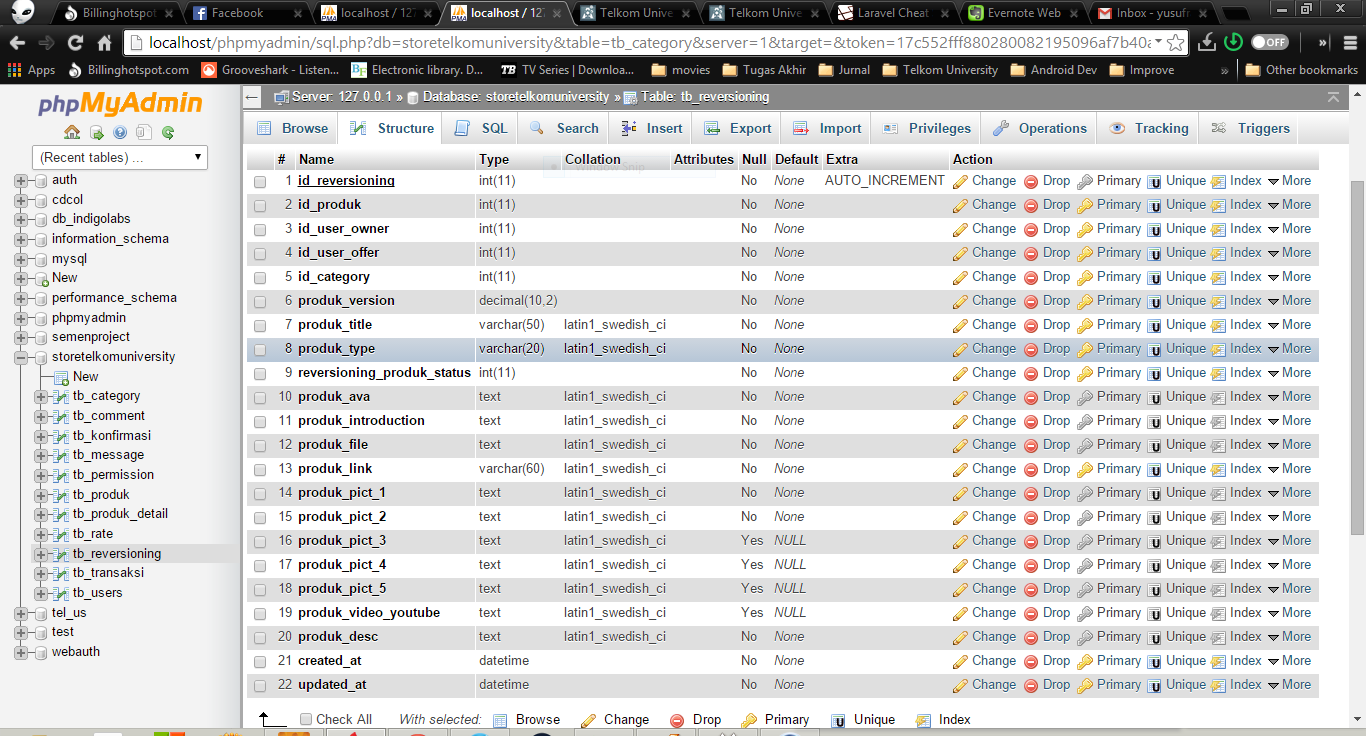 Billinghotspot
Facebook
localhost / 127
localhost / 127
Telkom Unive
Telkom Unive
Laravel Cheat
Evernote Web
Inbox - yusufr
localhost/phpmyadmin/sql.php?db=storetelkomuniversity&table=tb_category&server=1&target=&token=17c552fff880280082195096af7b40a
OFF
»
Apps Billinghotspot.com Grooveshark - Listen... Electronic library. D... TB TV Series | Downloa... movies Tugas Akhir Jurnal Telkom University Android Dev Improve » Other bookmarks
phpMyAdmin
(Recent tables) ...
auth
cdcol
db_indigolabs
information_schema
mysql
New
performance_schema
phpmyadmin
semenproject
storetelkomuniversity
New
tb_category
tb_comment
tb_konfirmasi
tb_message
tb_permission
tb_produk
tb_produk_detail
tb_rate
tb_reversioning
tb_transaksi
tb_users
tel_us
test
webauth
Server: 127.0.0.1 » Database: storetelkomuniversity » Table: tb_reversioning
Browse Structure SQL Search Insert Export Import Privileges Operations Tracking Triggers
# Name Type Collation Attributes Null Default Extra Action
1 id_reversioning int(11) No None AUTO_INCREMENT Change Drop Primary Unique Index More
2 id_produk int(11) No None Change Drop Primary Unique Index More
3 id_user_owner int(11) No None Change Drop Primary Unique Index More
4 id_user_offer int(11) No None Change Drop Primary Unique Index More
5 id_category int(11) No None Change Drop Primary Unique Index More
6 produk_version decimal(10,2) No None Change Drop Primary Unique Index More
7 produk_title varchar(50) latin1_swedish_ci No None Change Drop Primary Unique Index More
8 produk_type varchar(20) latin1_swedish_ci No None Change Drop Primary Unique Index More
9 reversioning_produk_status int(11) No None Change Drop Primary Unique Index More
10 produk_ava text latin1_swedish_ci No None Change Drop Primary Unique Index More
11 produk_introduction text latin1_swedish_ci No None Change Drop Primary Unique Index More
12 produk_file text latin1_swedish_ci No None Change Drop Primary Unique Index More
13 produk_link varchar(60) latin1_swedish_ci No None Change Drop Primary Unique Index More
14 produk_pict_1 text latin1_swedish_ci No None Change Drop Primary Unique Index More
15 produk_pict_2 text latin1_swedish_ci No None Change Drop Primary Unique Index More
16 produk_pict_3 text latin1_swedish_ci Yes NULL Change Drop Primary Unique Index More
17 produk_pict_4 text latin1_swedish_ci Yes NULL Change Drop Primary Unique Index More
18 produk_pict_5 text latin1_swedish_ci Yes NULL Change Drop Primary Unique Index More
19 produk_video_youtube text latin1_swedish_ci Yes NULL Change Drop Primary Unique Index More
20 produk_desc text latin1_swedish_ci No None Change Drop Primary Unique Index More
21 created_at datetime No None Change Drop Primary Unique Index More
22 updated_at datetime No None Change Drop Primary Unique Index More
Check All With selected: Browse Change Drop Primary Unique Index